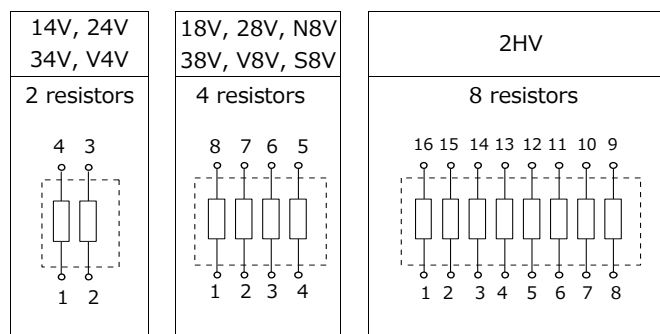 14V, 24V
34V, V4V
2 resistors
4 3
1 2
18V, 28V, N8V
38V, V8V, S8V
4 resistors
8 7 6 5
1 2 3 4
2HV
8 resistors
16 15 14 13 12 11 10 9
1 2 3 4 5 6 7 8